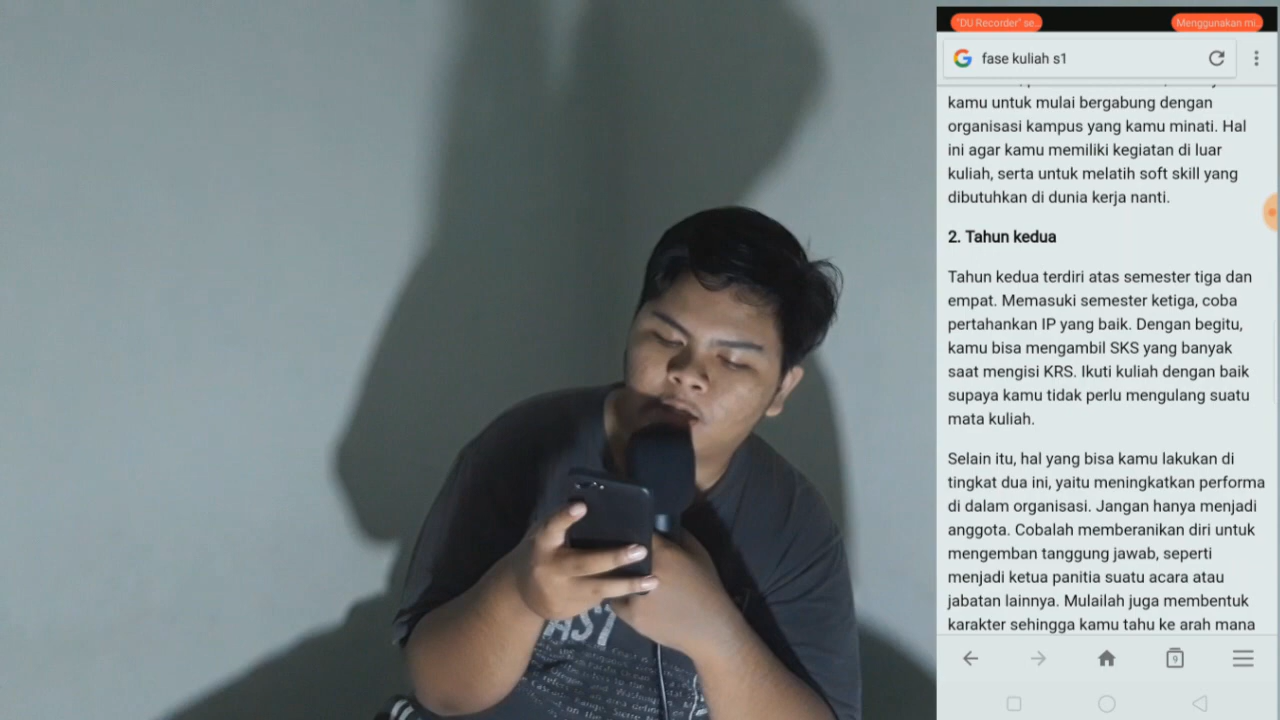 "DU Recorder" se..
Menggunakan mi..
fase kuliah s1
kamu untuk mulai bergabung dengan
organisasi kampus yang kamu minati. Hal
ini agar kamu memiliki kegiatan di luar
kuliah, serta untuk melatih soft skill yang
dibutuhkan di dunia kerja nanti.
2. Tahun kedua
Tahun kedua terdiri atas semester tiga dan
empat. Memasuki semester ketiga, coba
pertahankan IP yang baik. Dengan begitu,
kamu bisa mengambil SKS yang banyak
saat mengisi KRS. Ikuti kuliah dengan baik
supaya kamu tidak perlu mengulang suatu
mata kuliah.
Selain itu, hal yang bisa kamu lakukan di
tingkat dua ini, yaitu meningkatkan performa
di dalam organisasi. Jangan hanya menjadi
anggota. Cobalah memberanikan diri untuk
mengemban tanggung jawab, seperti
menjadi ketua panitia suatu acara atau
jabatan lainnya. Mulailah juga membentuk
karakter sehingga kamu tahu ke arah mana
9